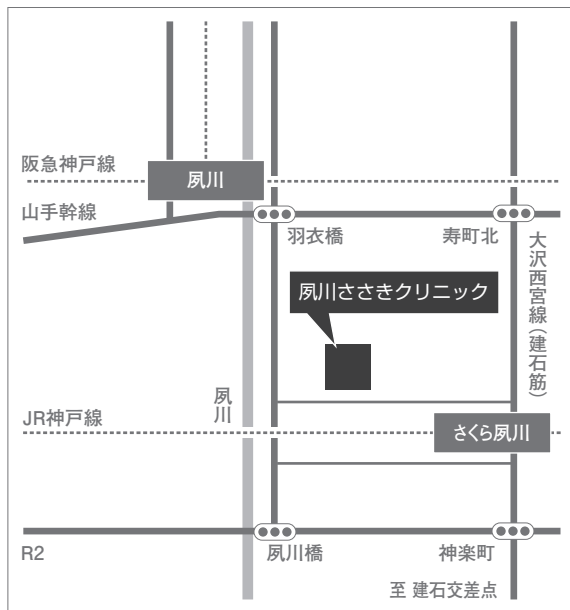 阪急神戸線
夙川
山手幹線
羽衣橋
寿町北
大沢西宮線(建石筋)
夙川ささきクリニック
夙川
JR神戸線
さくら夙川
R2
夙川橋
神楽町
至 建石交差点